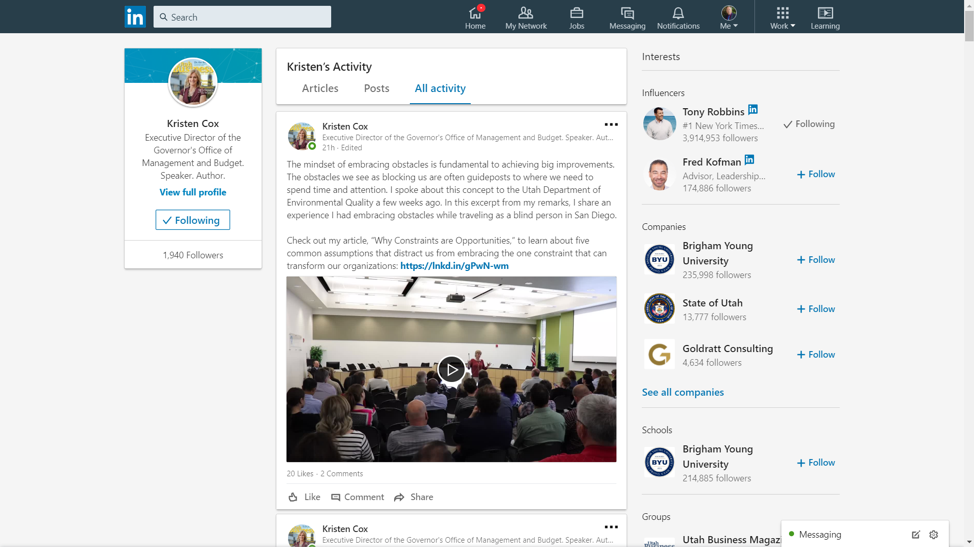 in
Search
Home
My Network
Jobs
Messaging
Notifications
Me
Work
Learning
Kristen Cox
Executive Director of the
Governor's Office of
Management and Budget.
Speaker. Author.
View full profile
Following
1,940 Followers
Kristen's Activity
Articles
Posts
All activity
Kristen Cox
Executive Director of the Governor's Office of Management and Budget. Speaker. Aut...
21h · Edited
The mindset of embracing obstacles is fundamental to achieving big improvements.
The obstacles we see as blocking us are often guideposts to where we need to
spend time and attention. I spoke about this concept to the Utah Department of
Environmental Quality a few weeks ago. In this excerpt from my remarks, I share an
experience I had embracing obstacles while traveling as a blind person in San Diego.
Check out my article, "Why Constraints are Opportunities," to learn about five
common assumptions that distract us from embracing the one constraint that can
transform our organizations: https://lnkd.in/gPwN-wm
20 Likes · 2 Comments
Like
Comment
Share
Kristen Cox
Executive Director of the Governor's Office of Management and Budget. Speaker. Aut...
Interests
Influencers
Tony Robbins in
#1 New York Times...
3,914,953 followers
Following
Fred Kofman in
Advisor, Leadership...
174,886 followers
+ Follow
Companies
BYU
Brigham Young
University
235,998 followers
+ Follow
State of Utah
13,777 followers
+ Follow
G
Goldratt Consulting
4,634 followers
+ Follow
See all companies
Schools
BYU
Brigham Young
University
214,885 followers
+ Follow
Groups
Utah Business Magaz
Messaging